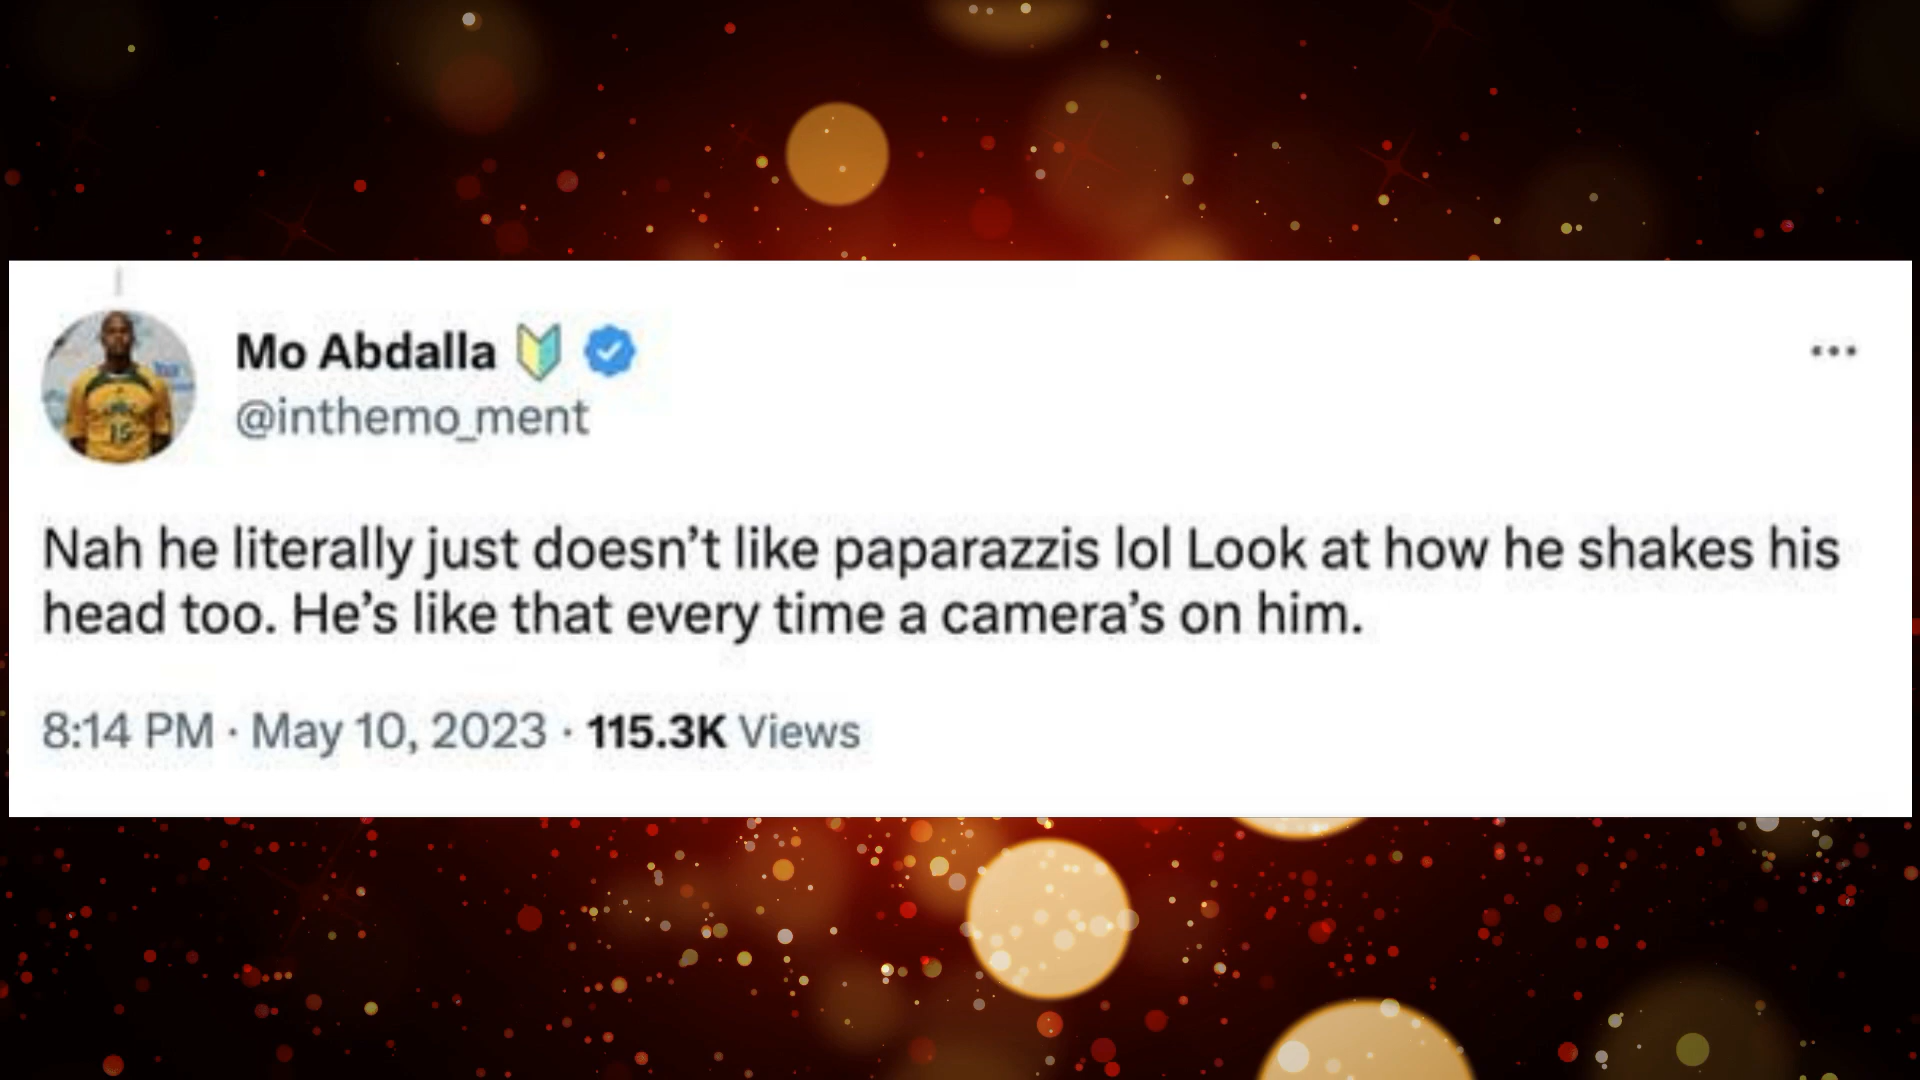 Mo Abdalla 🔰
@inthemo_ment
Nah he literally just doesn’t like paparazzis lol Look at how he shakes his
head too. He’s like that every time a camera’s on him.
8:14 PM · May 10, 2023 · 115.3K Views
15